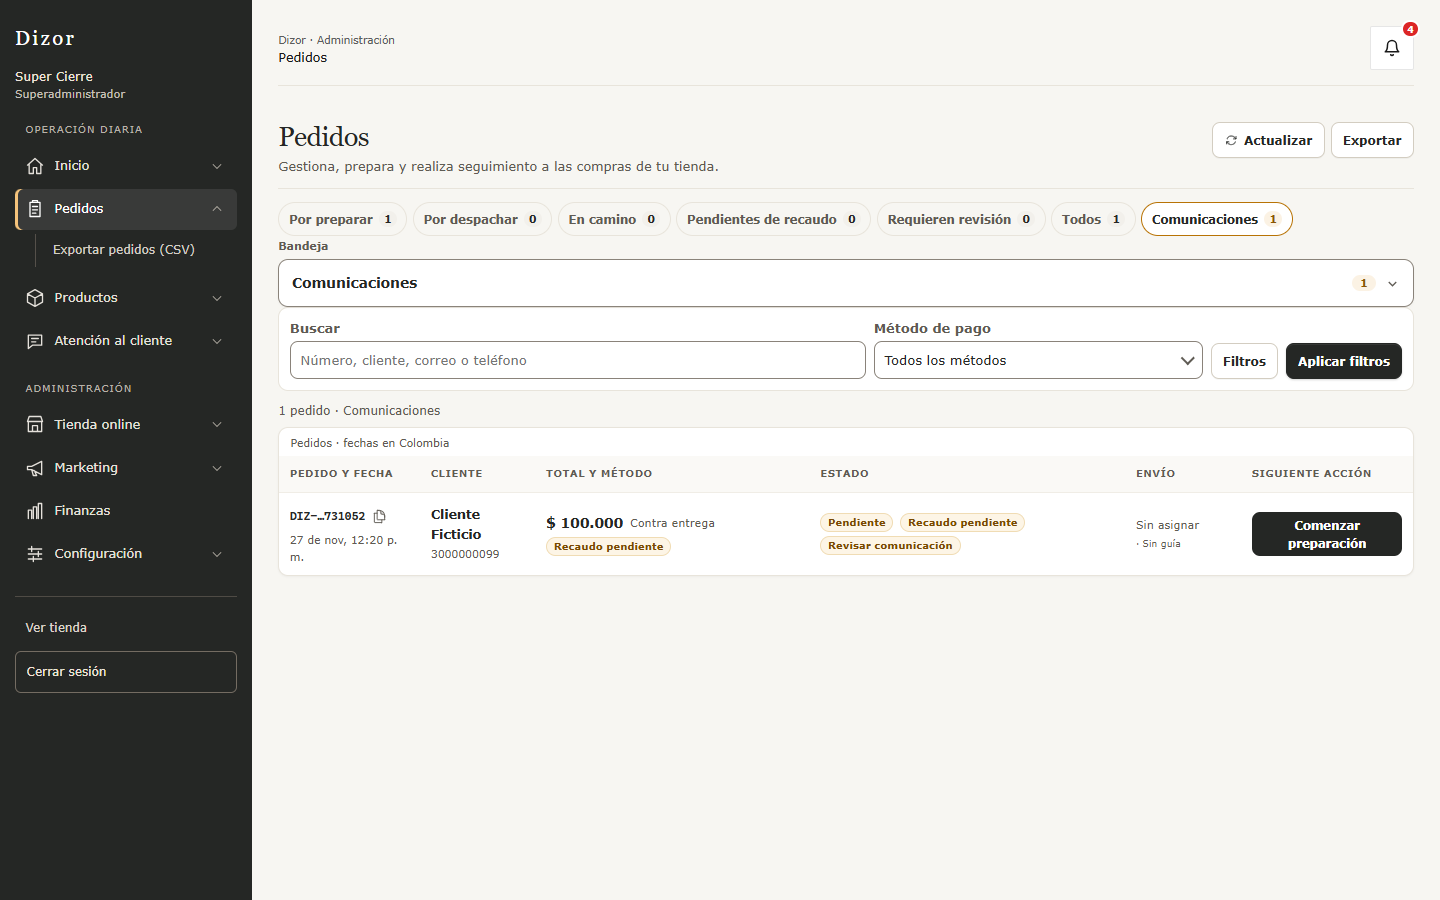 Dizor
Super Cierre
Superadministrador
OPERACIÓN DIARIA
Inicio
Pedidos
Exportar pedidos (CSV)
Productos
Atención al cliente
ADMINISTRACIÓN
Tienda online
Marketing
Finanzas
Configuración
Ver tienda
Cerrar sesión
Dizor · Administración
Pedidos
4
Pedidos
Gestiona, prepara y realiza seguimiento a las compras de tu tienda.
Actualizar
Exportar
Por preparar 1
Por despachar 0
En camino 0
Pendientes de recaudo 0
Requieren revisión 0
Todos 1
Comunicaciones 1
Bandeja
Comunicaciones 1
Buscar
Número, cliente, correo o teléfono
Método de pago
Todos los métodos
Filtros
Aplicar filtros
1 pedido · Comunicaciones
Pedidos · fechas en Colombia
PEDIDO Y FECHA CLIENTE TOTAL Y MÉTODO ESTADO ENVÍO SIGUIENTE ACCIÓN
DIZ-…731052
27 de nov, 12:20 p.
m.
Cliente
Ficticio
3000000099
$ 100.000 Contra entrega
Recaudo pendiente
Pendiente Recaudo pendiente
Revisar comunicación
Sin asignar
· Sin guía
Comenzar
preparación